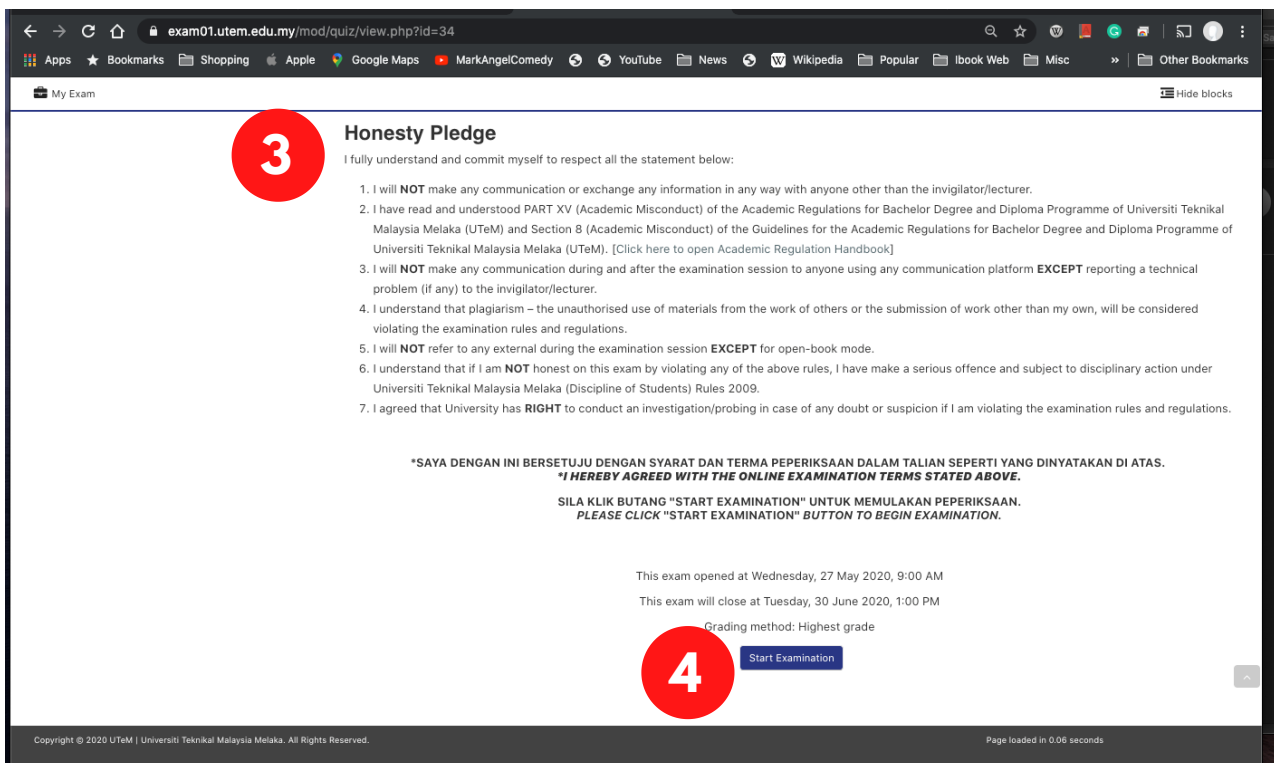 exam01.utem.edu.my/mod/quiz/view.php?id=34
Apps Bookmarks Shopping Apple Google Maps MarkAngelComedy YouTube News Wikipedia Popular Ibook Web Misc » Other Bookmarks
My Exam Hide blocks
3
Honesty Pledge
I fully understand and commit myself to respect all the statement below:
1. I will NOT make any communication or exchange any information in any way with anyone other than the invigilator/lecturer.
2. I have read and understood PART XV (Academic Misconduct) of the Academic Regulations for Bachelor Degree and Diploma Programme of Universiti Teknikal
Malaysia Melaka (UTeM) and Section 8 (Academic Misconduct) of the Guidelines for the Academic Regulations for Bachelor Degree and Diploma Programme of
Universiti Teknikal Malaysia Melaka (UTeM). [Click here to open Academic Regulation Handbook]
3. I will NOT make any communication during and after the examination session to anyone using any communication platform EXCEPT reporting a technical
problem (if any) to the invigilator/lecturer.
4. I understand that plagiarism – the unauthorised use of materials from the work of others or the submission of work other than my own, will be considered
violating the examination rules and regulations.
5. I will NOT refer to any external during the examination session EXCEPT for open-book mode.
6. I understand that if I am NOT honest on this exam by violating any of the above rules, I have make a serious offence and subject to disciplinary action under
Universiti Teknikal Malaysia Melaka (Discipline of Students) Rules 2009.
7. I agreed that University has RIGHT to conduct an investigation/probing in case of any doubt or suspicion if I am violating the examination rules and regulations.
*SAYA DENGAN INI BERSETUJU DENGAN SYARAT DAN TERMA PEPERIKSAAN DALAM TALIAN SEPERTI YANG DINYATAKAN DI ATAS.
*I HEREBY AGREED WITH THE ONLINE EXAMINATION TERMS STATED ABOVE.
SILA KLIK BUTANG "START EXAMINATION" UNTUK MEMULAKAN PEPERIKSAAN.
PLEASE CLICK "START EXAMINATION" BUTTON TO BEGIN EXAMINATION.
This exam opened at Wednesday, 27 May 2020, 9:00 AM
This exam will close at Tuesday, 30 June 2020, 1:00 PM
Grading method: Highest grade
4
Start Examination
Copyright © 2020 UTeM | Universiti Teknikal Malaysia Melaka. All Rights Reserved. Page loaded in 0.06 seconds